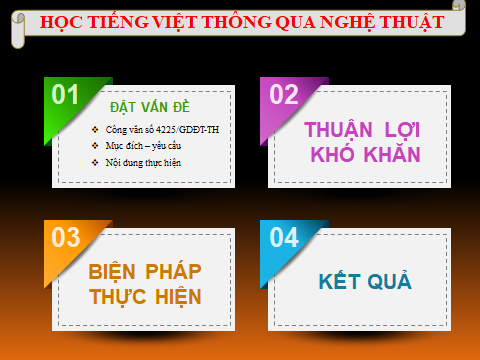 HỌC TIẾNG VIỆT THÔNG QUA NGHỆ THUẬT
01
ĐẶT VẤN ĐỀ
❖ Công văn số 4225/GDĐT-TH
❖ Mục đích – yêu cầu
❖ Nội dung thực hiện
02
THUẬN LỢI
KHÓ KHĂN
03
BIỆN PHÁP
THỰC HIỆN
04
KẾT QUẢ